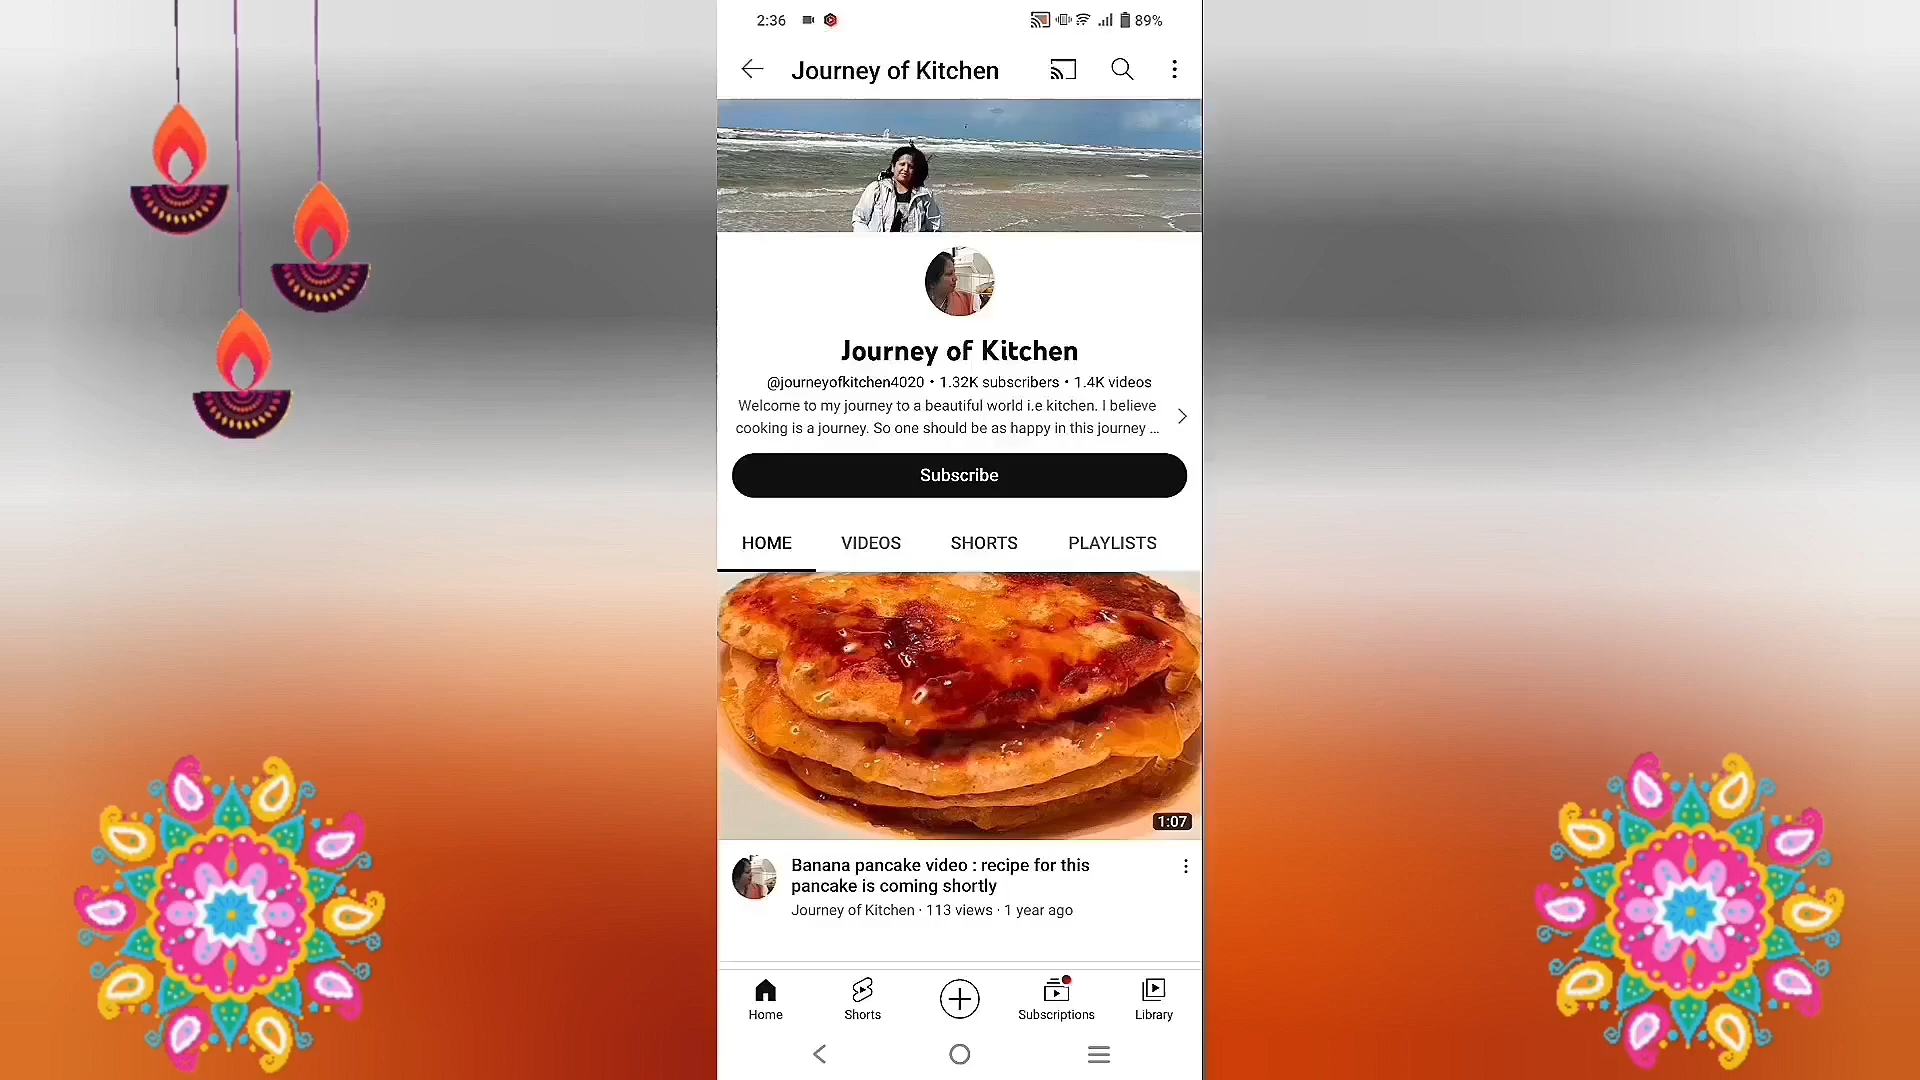 2:36
89%
Journey of Kitchen
Journey of Kitchen
@journeyofkitchen4020 • 1.32K subscribers • 1.4K videos
Welcome to my journey to a beautiful world i.e kitchen. I believe
cooking is a journey. So one should be as happy in this journey ...
Subscribe
HOME VIDEOS SHORTS PLAYLISTS
1:07
Banana pancake video : recipe for this
pancake is coming shortly
Journey of Kitchen · 113 views · 1 year ago
Home Shorts Subscriptions Library